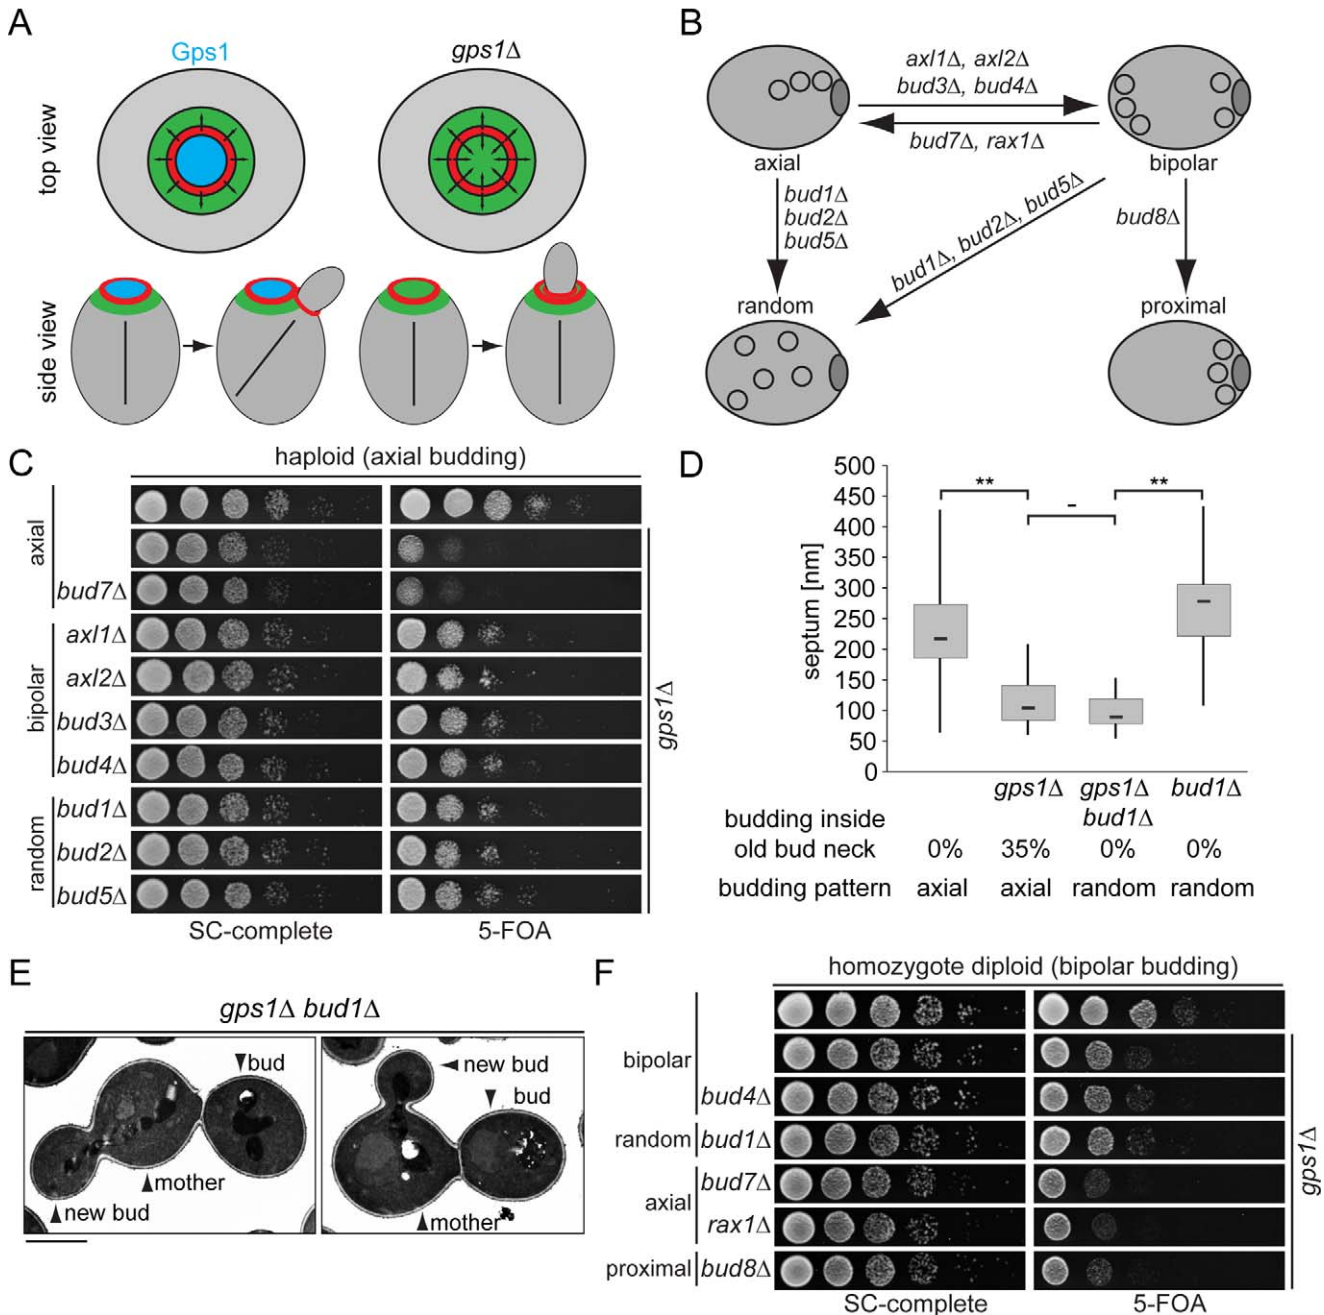 A
Gps1
gps1Δ
top view
side view
B
axl1Δ, axl2Δ
bud3Δ, bud4Δ
bud7Δ, rax1Δ
axial
bipolar
bud1Δ
bud2Δ
bud5Δ
bud1Δ, bud2Δ, bud5Δ
bud8Δ
random
proximal
C
haploid (axial budding)
axial
bud7Δ
bipolar
axl1Δ
axl2Δ
bud3Δ
bud4Δ
random
bud1Δ
bud2Δ
bud5Δ
gps1Δ
SC-complete
5-FOA
D
septum [nm]
500
450
400
350
300
250
200
150
100
50
0
**
-
**
gps1Δ
gps1Δ
bud1Δ
bud1Δ
budding inside
old bud neck
0%
35%
0%
0%
budding pattern
axial
axial
random
random
E
gps1Δ bud1Δ
bud
mother
new bud
new bud
bud
mother
F
homozygote diploid (bipolar budding)
bipolar
bud4Δ
random
bud1Δ
axial
bud7Δ
rax1Δ
proximal
bud8Δ
gps1Δ
SC-complete
5-FOA